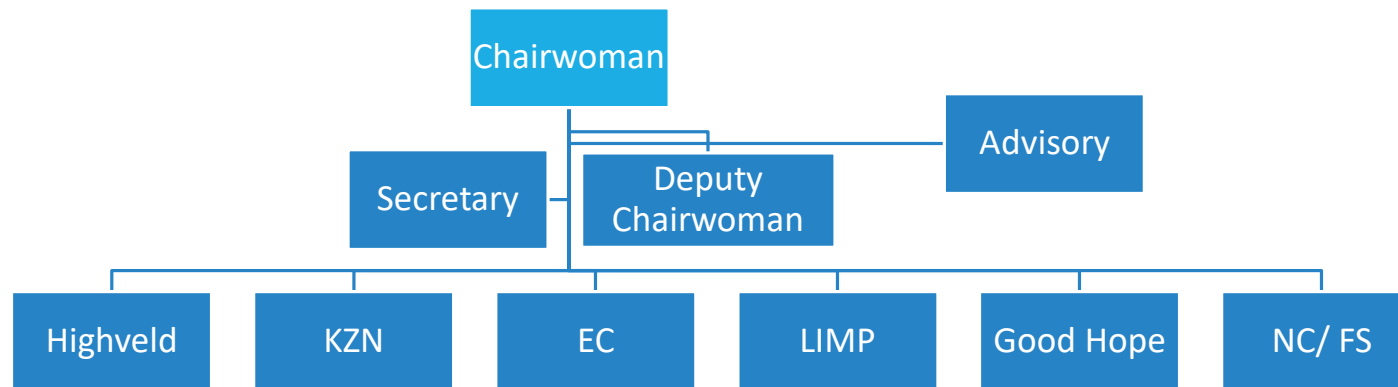 Chairwoman
Advisory
Secretary
Deputy
Chairwoman
Highveld
KZN
EC
LIMP
Good Hope
NC/ FS